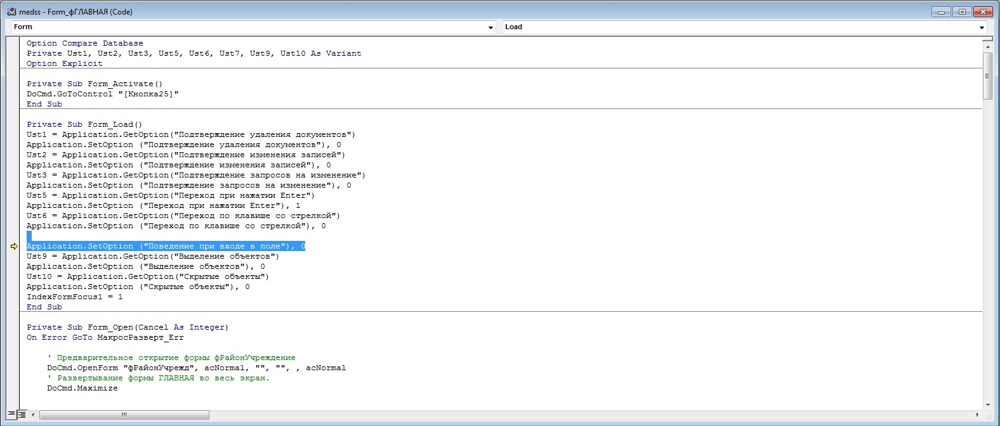 medss - Form_фГЛАВНАЯ (Code)
Form Load
Option Compare Database
Private Ust1, Ust2, Ust3, Ust5, Ust6, Ust7, Ust9, Ust10 As Variant
Option Explicit
Private Sub Form_Activate()
DoCmd.GoToControl "[Кнопка25]"
End Sub
Private Sub Form_Load()
Ust1 = Application.GetOption("Подтверждение удаления документов")
Application.SetOption ("Подтверждение удаления документов"), 0
Ust2 = Application.GetOption("Подтверждение изменения записей")
Application.SetOption ("Подтверждение изменения записей"), 0
Ust3 = Application.GetOption("Подтверждение запросов на изменение")
Application.SetOption ("Подтверждение запросов на изменение"), 0
Ust5 = Application.GetOption("Переход при нажатии Enter")
Application.SetOption ("Переход при нажатии Enter"), 1
Ust6 = Application.GetOption("Переход по клавише со стрелкой")
Application.SetOption ("Переход по клавише со стрелкой"), 0
Application.SetOption ("Поведение при входе в поле"), 0
Ust9 = Application.GetOption("Выделение объектов")
Application.SetOption ("Выделение объектов"), 0
Ust10 = Application.GetOption("Скрытые объекты")
Application.SetOption ("Скрытые объекты"), 0
IndexFormFocus1 = 1
End Sub
Private Sub Form_Open(Cancel As Integer)
On Error GoTo МакросРазверт_Err
' Предварительное открытие формы фРайонУчреждение
DoCmd.OpenForm "фРайонУчрежд", acNormal, "", "", , acNormal
' Развертывание формы ГЛАВНАЯ во весь экран.
DoCmd.Maximize